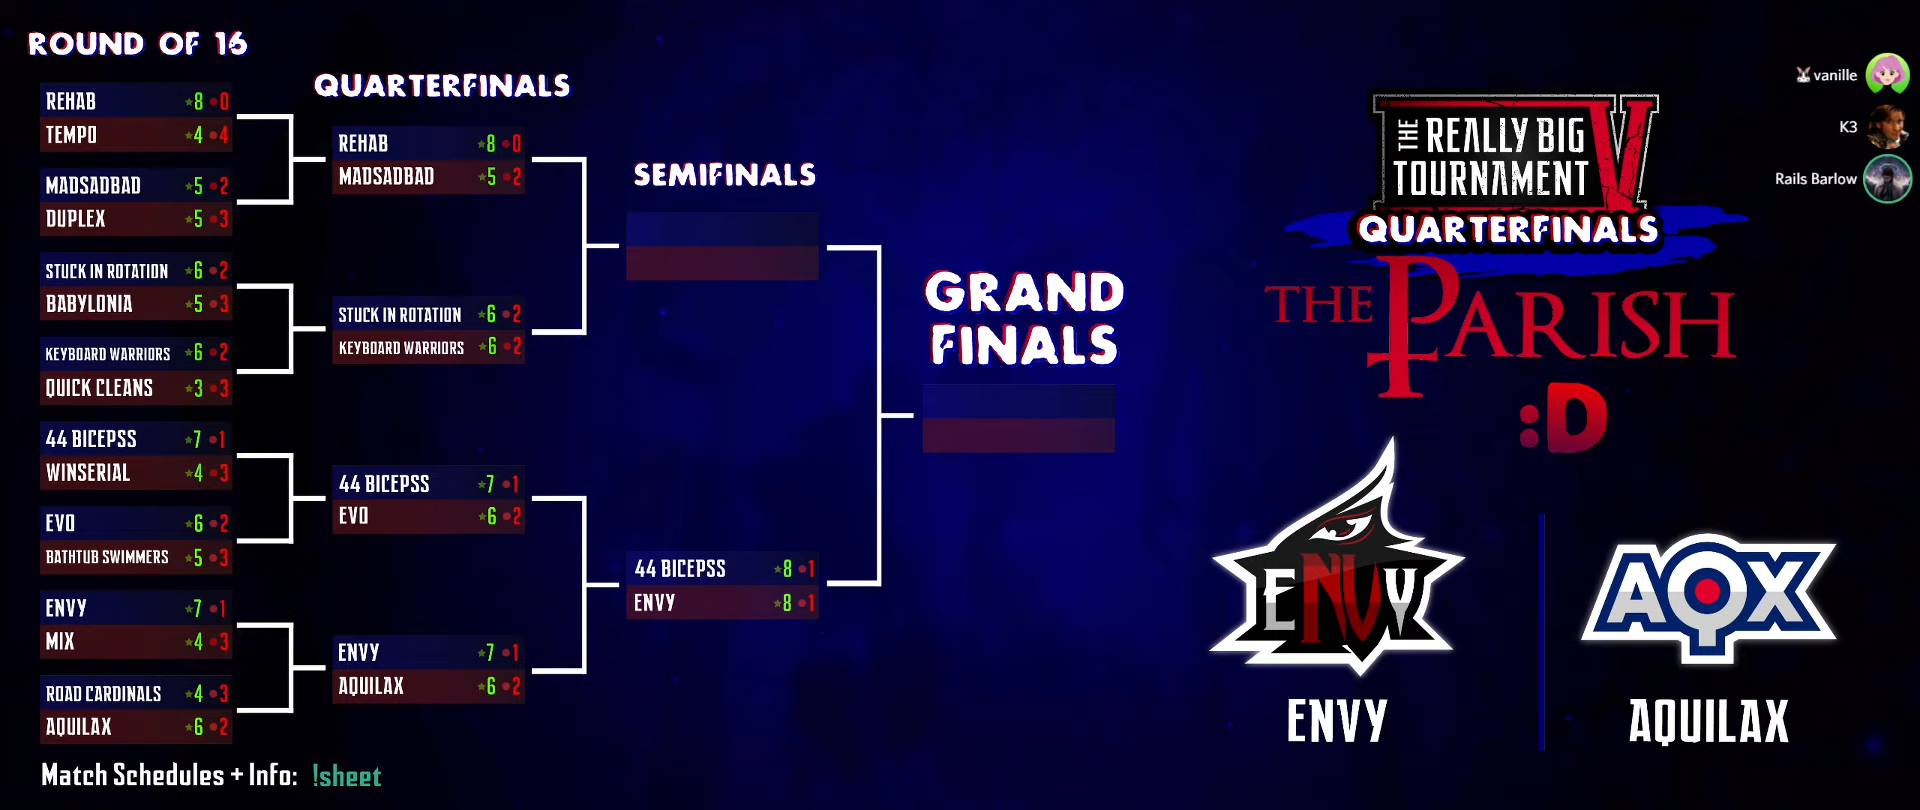 ROUND OF 16
REHAB ★8 ●0
TEMPO ★4 ●4
MADSADBAD ★5 ●2
DUPLEX ★5 ●3
STUCK IN ROTATION ★6 ●2
BABYLONIA ★5 ●3
KEYBOARD WARRIORS ★6 ●2
QUICK CLEANS ★3 ●3
44 BICEPSS ★7 ●1
WINSERIAL ★4 ●3
EVO ★6 ●2
BATHTUB SWIMMERS ★5 ●3
ENVY ★7 ●1
MIX ★4 ●3
ROAD CARDINALS ★4 ●3
AQUILAX ★6 ●2
Match Schedules + Info: !sheet
QUARTERFINALS
REHAB ★8 ●0
MADSADBAD ★5 ●2
STUCK IN ROTATION ★6 ●2
KEYBOARD WARRIORS ★6 ●2
44 BICEPSS ★7 ●1
EVO ★6 ●2
ENVY ★7 ●1
AQUILAX ★6 ●2
SEMIFINALS
44 BICEPSS ★8 ●1
ENVY ★8 ●1
GRAND
FINALS
THE REALLY BIG
TOURNAMENT V
QUARTERFINALS
THE PARISH
:D
ENVY
AQX
ENVY
AQUILAX
vanille
K3
Rails Barlow